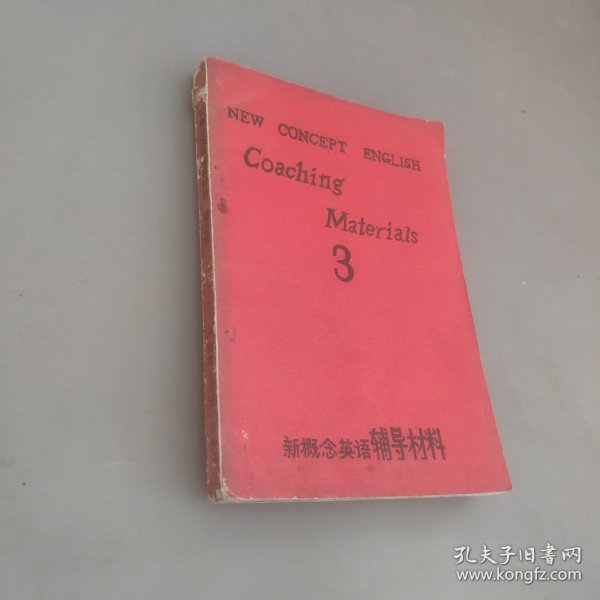 NEW CONCEPT ENGLISH
Coaching
Materials
3
新概念英语辅导材料
孔夫子旧書网
www.kongfz.com